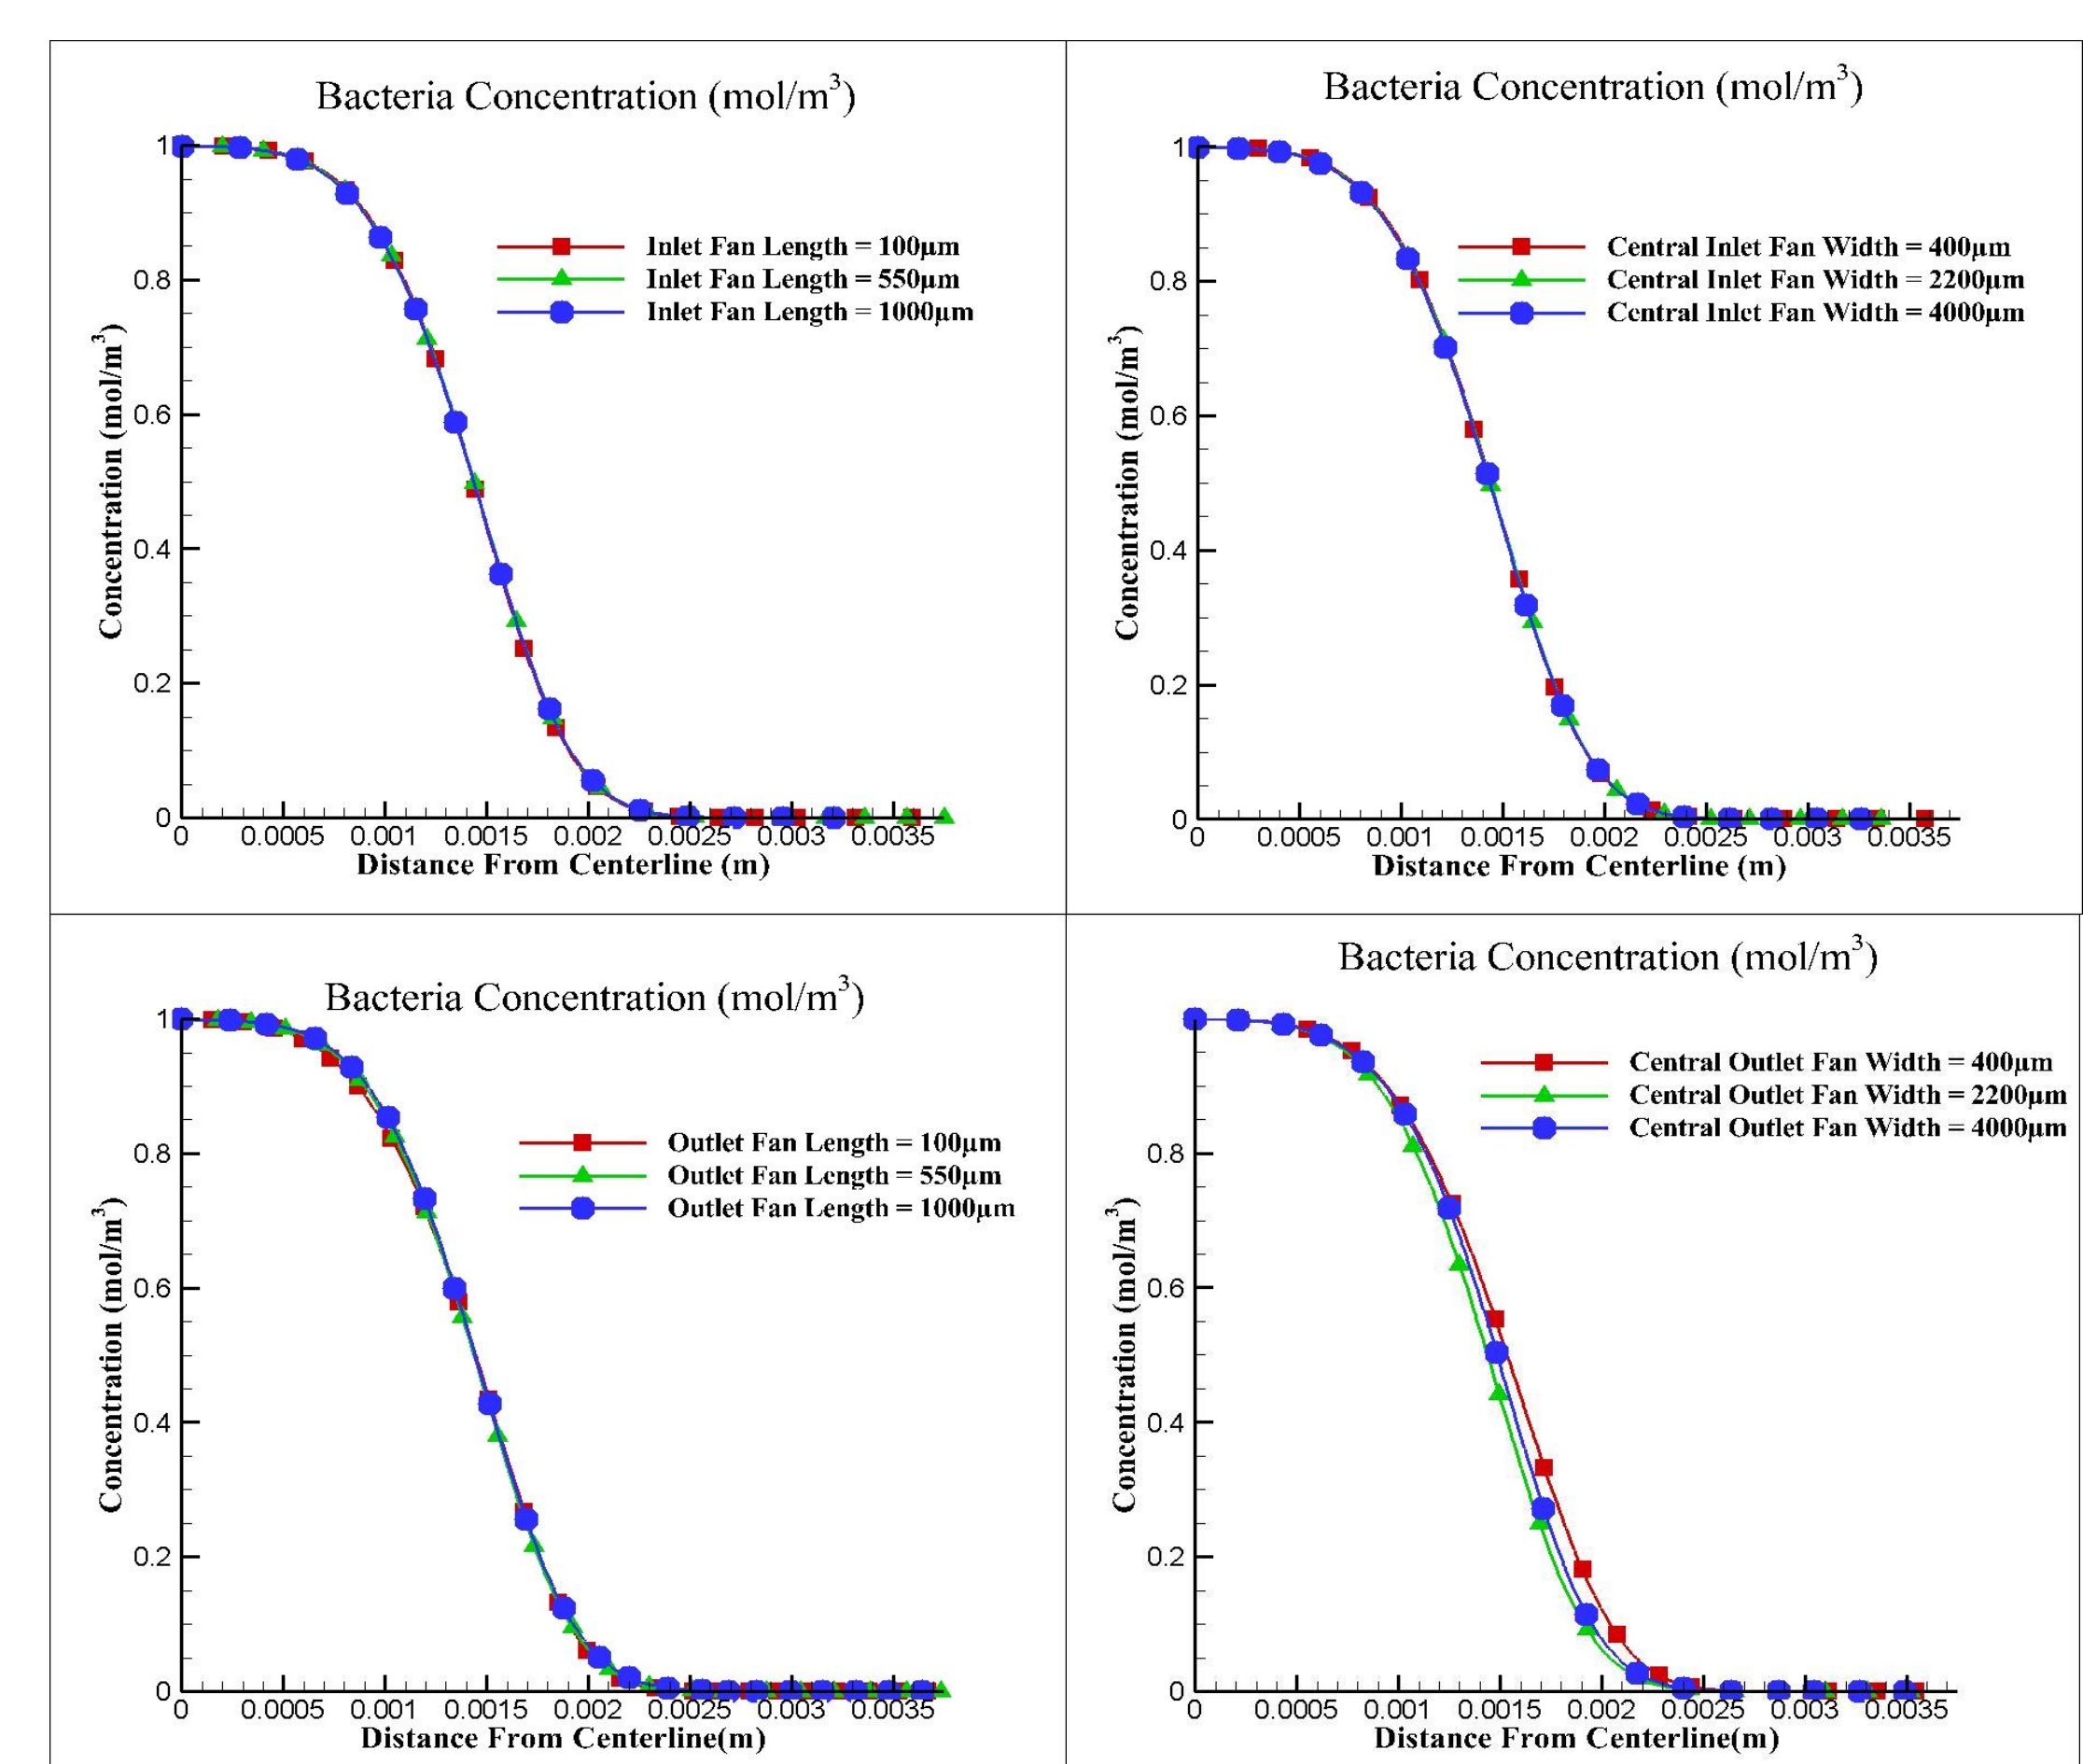 Bacteria Concentration (mol/m³)
Concentration (mol/m³)
1
0.8
0.6
0.4
0.2
0
Inlet Fan Length = 100μm
Inlet Fan Length = 550μm
Inlet Fan Length = 1000μm
0 0.0005 0.001 0.0015 0.002 0.0025 0.003 0.0035
Distance From Centerline (m)
Bacteria Concentration (mol/m³)
Concentration (mol/m³)
1
0.8
0.6
0.4
0.2
0
Central Inlet Fan Width = 400μm
Central Inlet Fan Width = 2200μm
Central Inlet Fan Width = 4000μm
0 0.0005 0.001 0.0015 0.002 0.0025 0.003 0.0035
Distance From Centerline (m)
Bacteria Concentration (mol/m³)
Concentration (mol/m³)
1
0.8
0.6
0.4
0.2
0
Outlet Fan Length = 100μm
Outlet Fan Length = 550μm
Outlet Fan Length = 1000μm
0 0.0005 0.001 0.0015 0.002 0.0025 0.003 0.0035
Distance From Centerline(m)
Bacteria Concentration (mol/m³)
Concentration (mol/m³)
0.8
0.6
0.4
0.2
0
Central Outlet Fan Width = 400μm
Central Outlet Fan Width = 2200μm
Central Outlet Fan Width = 4000μm
0 0.0005 0.001 0.0015 0.002 0.0025 0.003 0.0035
Distance From Centerline(m)